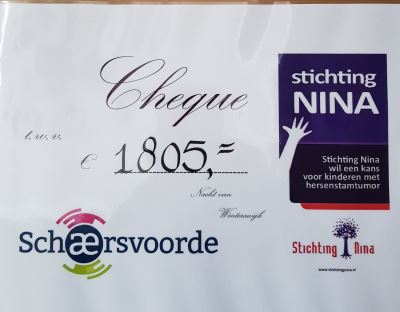 Cheque
t.w.v.
€ 1805,=
Nacht van
Winterswijk
Schaersvoorde
stichting
NINA
Stichting Nina
wil een kans
voor kinderen met
hersenstamtumor
Stichting Nina
www.stichtingnina.nl